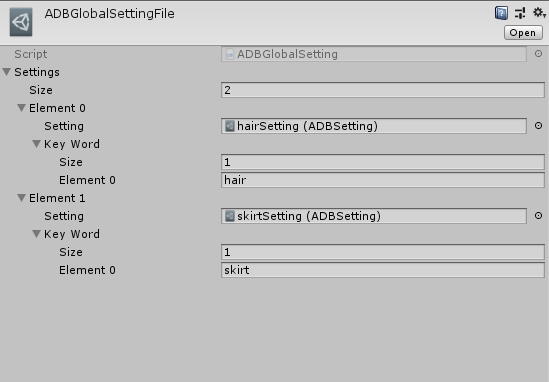 ADBGlobalSettingFile
Open
Script ADBGlobalSetting
Settings
Size 2
Element 0
Setting hairSetting (ADBSetting)
Key Word
Size 1
Element 0 hair
Element 1
Setting skirtSetting (ADBSetting)
Key Word
Size 1
Element 0 skirt